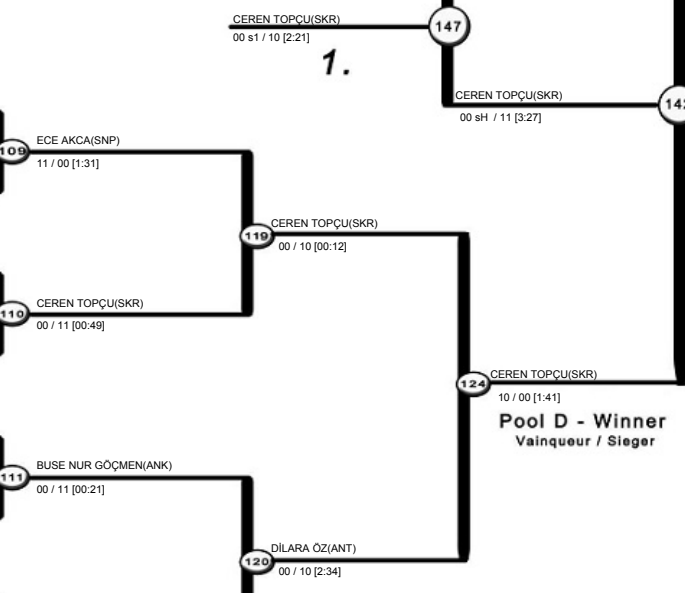 CEREN TOPÇU(SKR)
147
00 s1 / 10 [2:21]
1.
CEREN TOPÇU(SKR)
00 sH / 11 [3:27]
109
ECE AKCA(SNP)
11 / 00 [1:31]
119
CEREN TOPÇU(SKR)
00 / 10 [00:12]
110
CEREN TOPÇU(SKR)
00 / 11 [00:49]
124
CEREN TOPÇU(SKR)
10 / 00 [1:41]
Pool D - Winner
Vainqueur / Sieger
111
BUSE NUR GÖÇMEN(ANK)
00 / 11 [00:21]
120
DİLARA ÖZ(ANT)
00 / 10 [2:34]